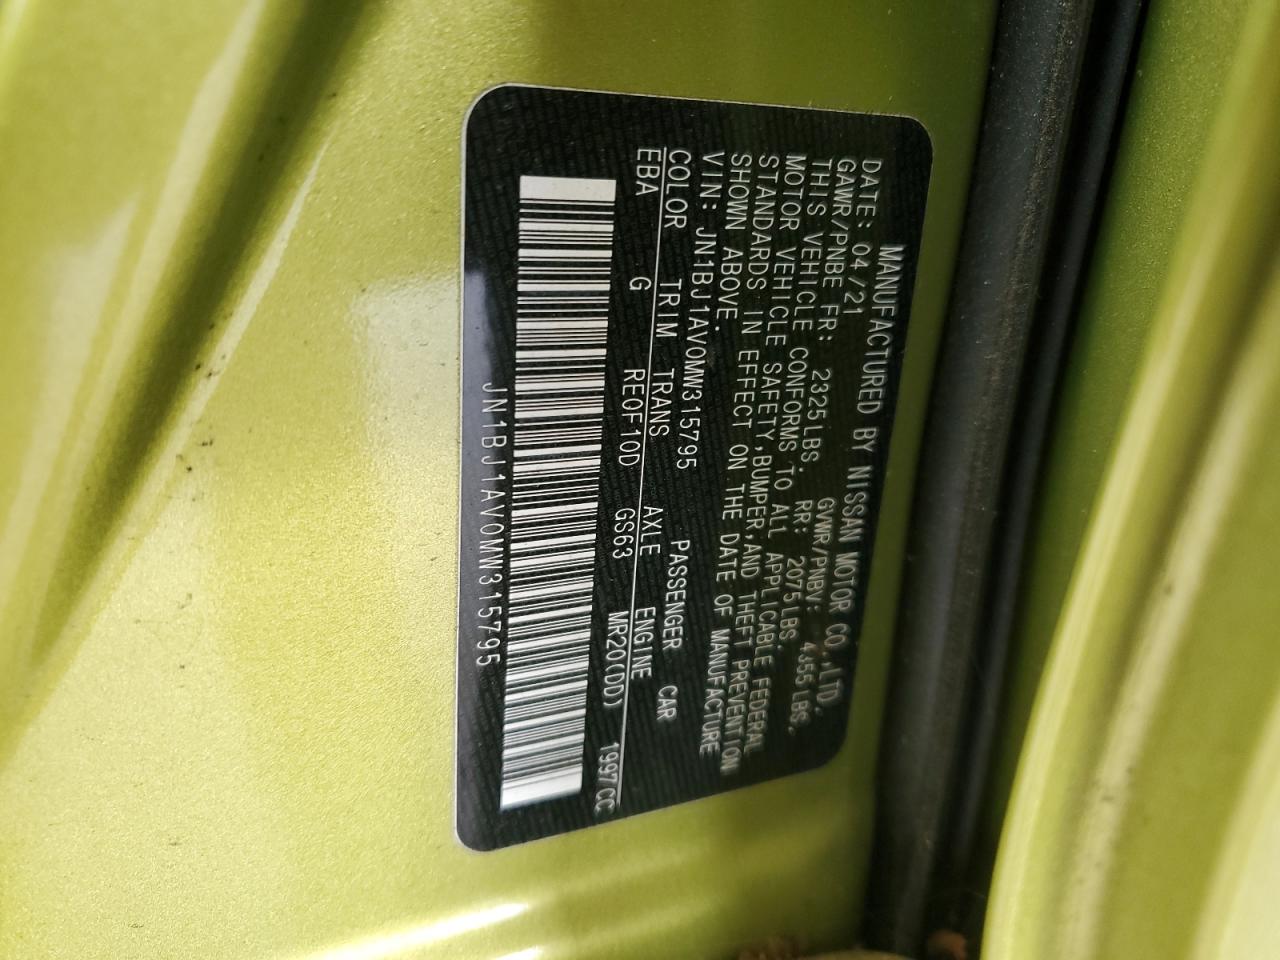 MANUFACTURED BY NISSAN MOTOR CO.,LTD.
DATE: 04/21 GVWR/PNBV: 4355 LBS.
GAWR/PNBE FR: 2325LBS. RR: 2075LBS.
THIS VEHICLE CONFORMS TO ALL APPLICABLE FEDERAL
MOTOR VEHICLE SAFETY,BUMPER,AND THEFT PREVENTION
STANDARDS IN EFFECT ON THE DATE OF MANUFACTURE
SHOWN ABOVE.
VIN: JN1BJ1AV0MW315795 PASSENGER CAR
COLOR TRIM TRANS AXLE ENGINE
EBA G RE0F10D GS63 MR20(DD) 1997CC
JN1BJ1AV0MW315795